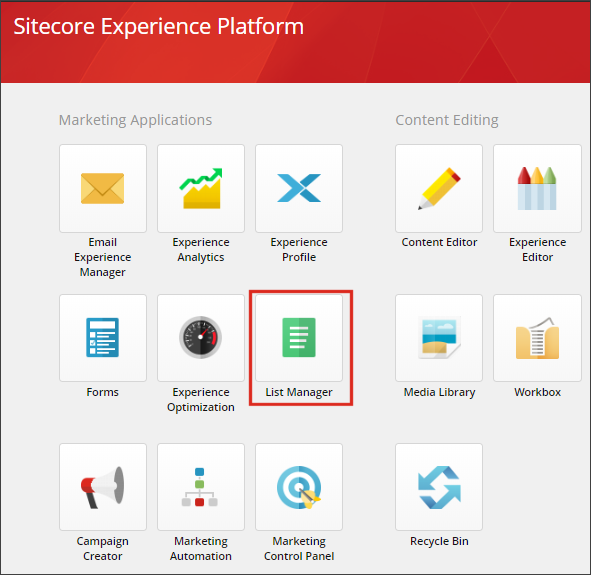 Sitecore Experience Platform
Marketing Applications
Content Editing
Email
Experience
Manager
Experience
Analytics
Experience
Profile
Content Editor
Experience
Editor
Forms
Experience
Optimization
List Manager
Media Library
Workbox
Campaign
Creator
Marketing
Automation
Marketing
Control Panel
Recycle Bin